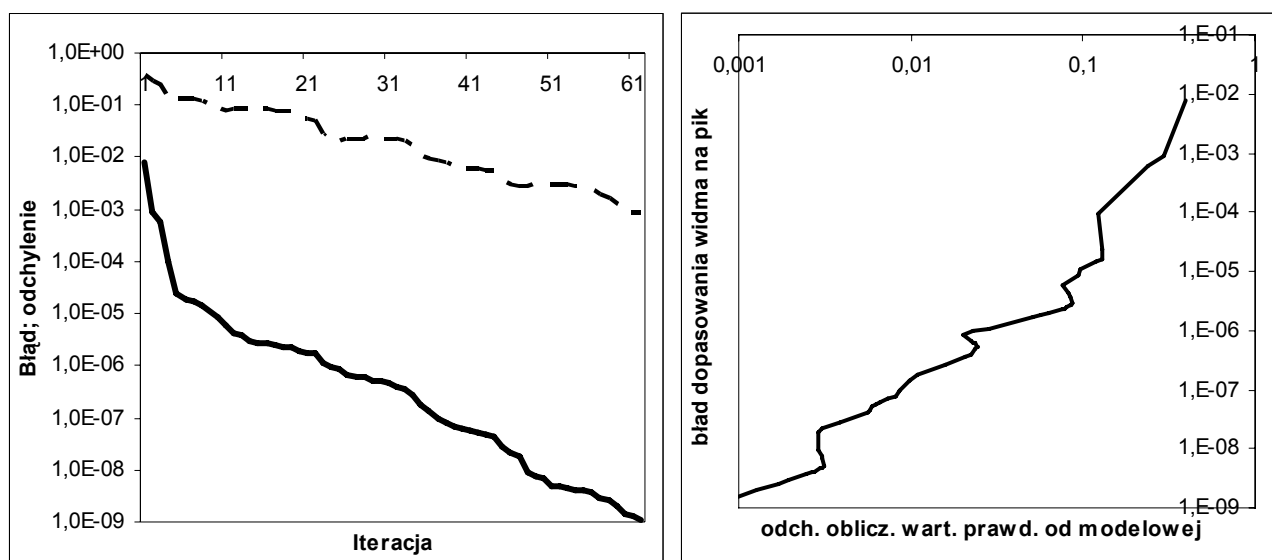 1,0E+00
1,0E-01
1,0E-02
1,0E-03
1,0E-04
1,0E-05
1,0E-06
1,0E-07
1,0E-08
1,0E-09
1 11 21 31 41 51 61
Błąd; odchylenie
Iteracja
1,E-01
0,001 0,01 0,1 1
1,E-02
1,E-03
1,E-04
1,E-05
1,E-06
1,E-07
1,E-08
1,E-09
bład dopasowania widma na pik
odch. oblicz. wart. prawd. od modelowej